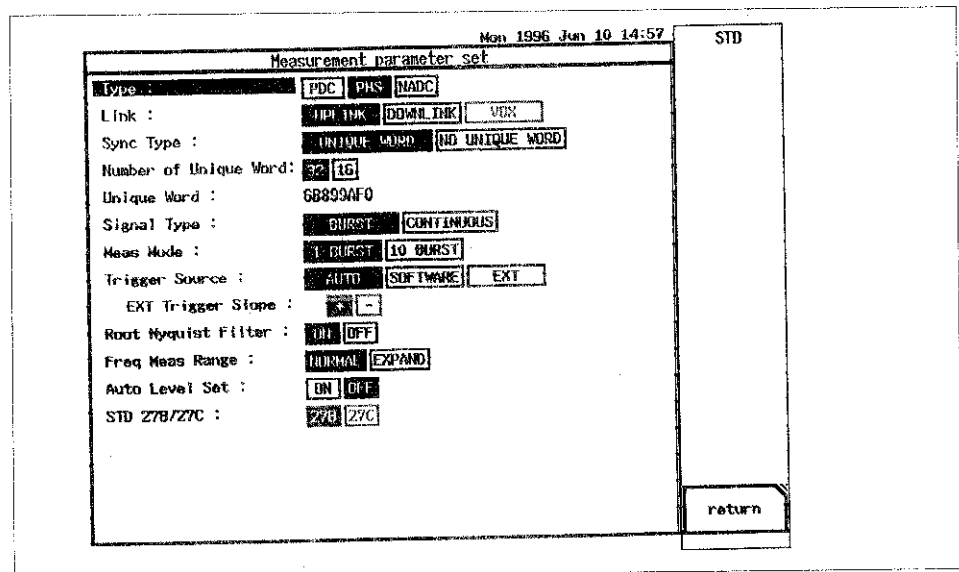 Mon 1996 Jun 10 14:57
STD
Measurement parameter set
Type : PDC PHS NADC
Link : UPLINK DOWNLINK VOX
Sync Type : UNIQUE WORD NO UNIQUE WORD
Number of Unique Word: 32 16
Unique Word : 6B899AF0
Signal Type : BURST CONTINUOUS
Meas Mode : 1 BURST 10 BURST
Trigger Source : AUTO SOFTWARE EXT
EXT Trigger Slope : + -
Root Nyquist Filter : ON OFF
Freq Meas Range : NORMAL EXPAND
Auto Level Set : ON OFF
STD 27B/27C : 27B 27C
return